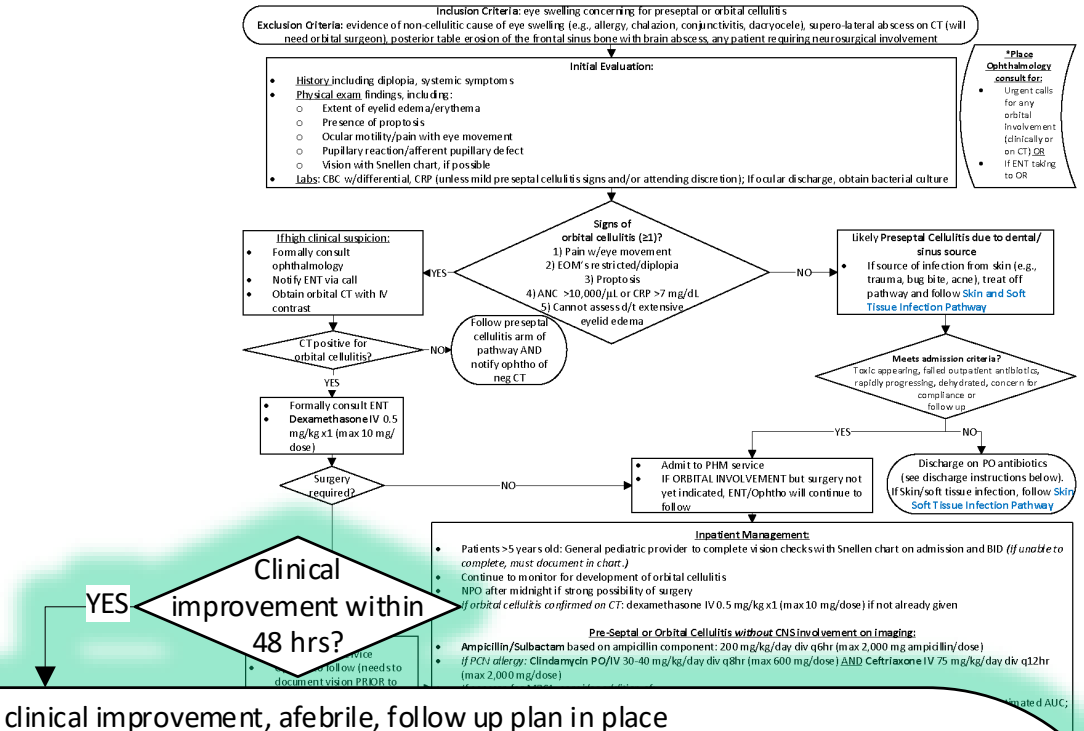 Inclusion Criteria: eye swelling concerning for preseptal or orbital cellulitis
Exclusion Criteria: evidence of non-cellulitic cause of eye swelling (e.g., allergy, chalazion, conjunctivitis, dacryocele), supero-lateral abscess on CT (will
need orbital surgeon), posterior table erosion of the frontal sinus bone with brain abscess, any patient requiring neurosurgical involvement
*Place
Ophthalmology
consult for:
• Urgent calls
for any
orbital
involvement
(clinically or
on CT) OR
• If ENT taking
to OR
Initial Evaluation:
• History including diplopia, systemic symptoms
• Physical exam findings, including:
o Extent of eyelid edema/erythema
o Presence of proptosis
o Ocular motility/pain with eye movement
o Pupillary reaction/afferent pupillary defect
o Vision with Snellen chart, if possible
• Labs: CBC w/differential, CRP (unless mild preseptal cellulitis signs and/or attending discretion); If ocular discharge, obtain bacterial culture
Signs of
orbital cellulitis (≥1)?
1) Pain w/eye movement
2) EOM's restricted/diplopia
3) Proptosis
4) ANC >10,000/µL or CRP >7 mg/dL
5) Cannot assess d/t extensive
eyelid edema
YES
NO
If high clinical suspicion:
• Formally consult
ophthalmology
• Notify ENT via call
• Obtain orbital CT with IV
contrast
Likely Preseptal Cellulitis due to dental/
sinus source
• If source of infection from skin (e.g.,
trauma, bug bite, acne), treat off
pathway and follow Skin and Soft
Tissue Infection Pathway
CT positive for
orbital cellulitis?
NO
Follow preseptal
cellulitis arm of
pathway AND
notify ophtho of
neg CT
YES
Meets admission criteria?
Toxic appearing, failed outpatient antibiotics,
rapidly progressing, dehydrated, concern for
compliance or
follow up
YES
NO
• Formally consult ENT
• Dexamethasone IV 0.5
mg/kg x1 (max 10 mg/
dose)
Surgery
required?
NO
• Admit to PHM service
• IF ORBITAL INVOLVEMENT but surgery not
yet indicated, ENT/Ophtho will continue to
follow
Discharge on PO antibiotics
(see discharge instructions below).
If Skin/soft tissue infection, follow Skin
Soft Tissue Infection Pathway
Inpatient Management:
• Patients >5 years old: General pediatric provider to complete vision checks with Snellen chart on admission and BID (if unable to
complete, must document in chart.)
• Continue to monitor for development of orbital cellulitis
• NPO after midnight if strong possibility of surgery
If orbital cellulitis confirmed on CT: dexamethasone IV 0.5 mg/kg x1 (max 10 mg/dose) if not already given
Pre-Septal or Orbital Cellulitis without CNS involvement on imaging:
Ampicillin/Sulbactam based on ampicillin component: 200 mg/kg/day div q6hr (max 2,000 mg ampicillin/dose)
• If PCN allergy: Clindamycin PO/IV 30-40 mg/kg/day div q8hr (max 600 mg/dose) AND Ceftriaxone IV 75 mg/kg/day div q12hr
(max 2,000 mg/dose)
AUC;
follow (needs to
document vision PRIOR to
Clinical
improvement within
48 hrs?
YES
clinical improvement, afebrile, follow up plan in place